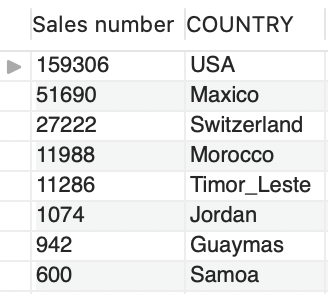 Sales number COUNTRY
159306 USA
51690 Maxico
27222 Switzerland
11988 Morocco
11286 Timor_Leste
1074 Jordan
942 Guaymas
600 Samoa